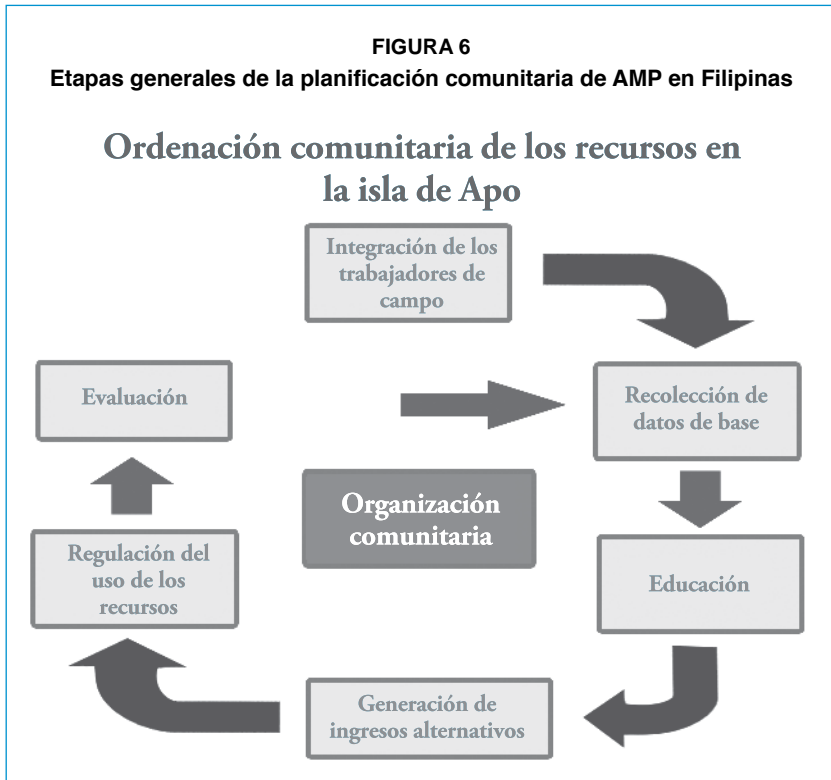 FIGURA 6
Etapas generales de la planificación comunitaria de AMP en Filipinas
Ordenación comunitaria de los recursos en
la isla de Apo
Integración de los
trabajadores de
campo
Recolección de
datos de base
Educación
Generación de
ingresos alternativos
Regulación del
uso de los
recursos
Evaluación
Organización
comunitaria